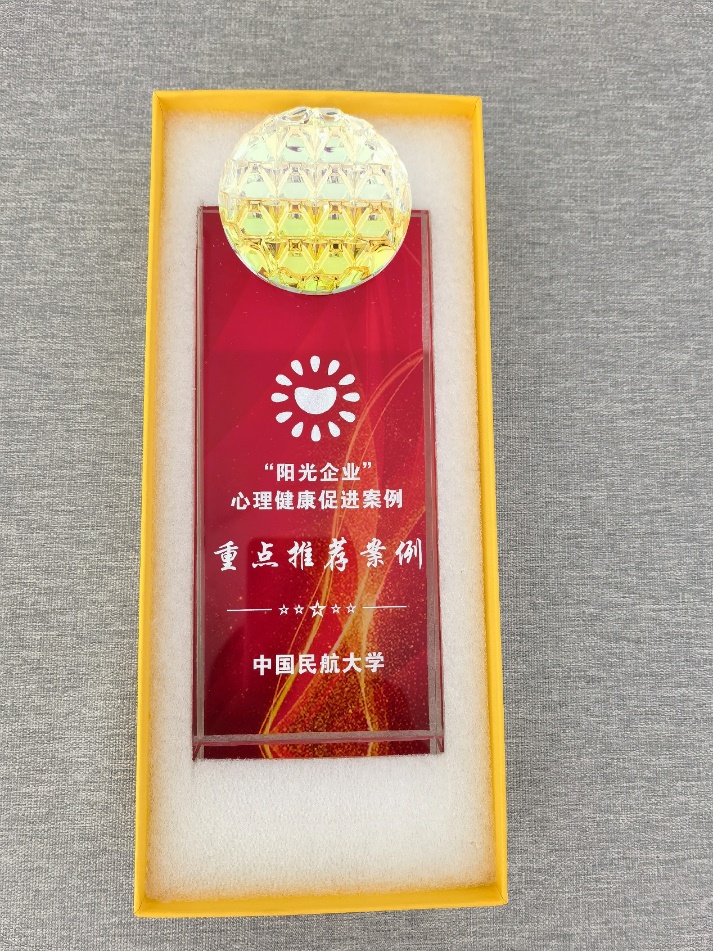 “阳光企业”
心理健康促进案例
重点推荐案例
中国民航大学